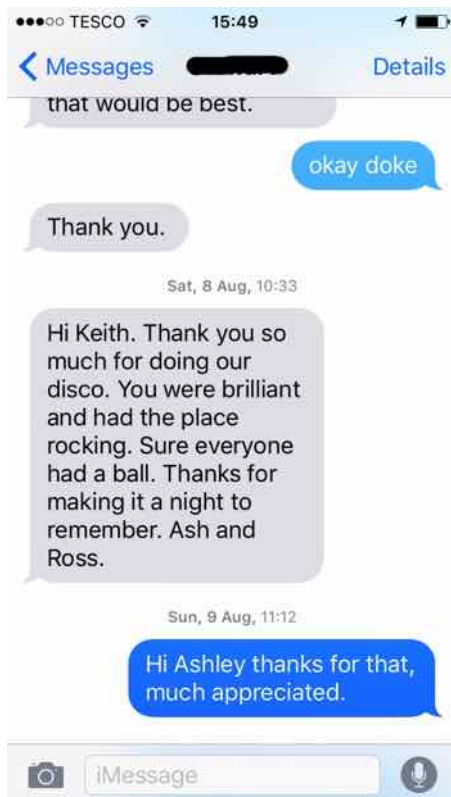 TESCO 15:49
Messages Details
that would be best.
okay doke
Thank you.
Sat, 8 Aug, 10:33
Hi Keith. Thank you so
much for doing our
disco. You were brilliant
and had the place
rocking. Sure everyone
had a ball. Thanks for
making it a night to
remember. Ash and
Ross.
Sun, 9 Aug, 11:12
Hi Ashley thanks for that,
much appreciated.
iMessage